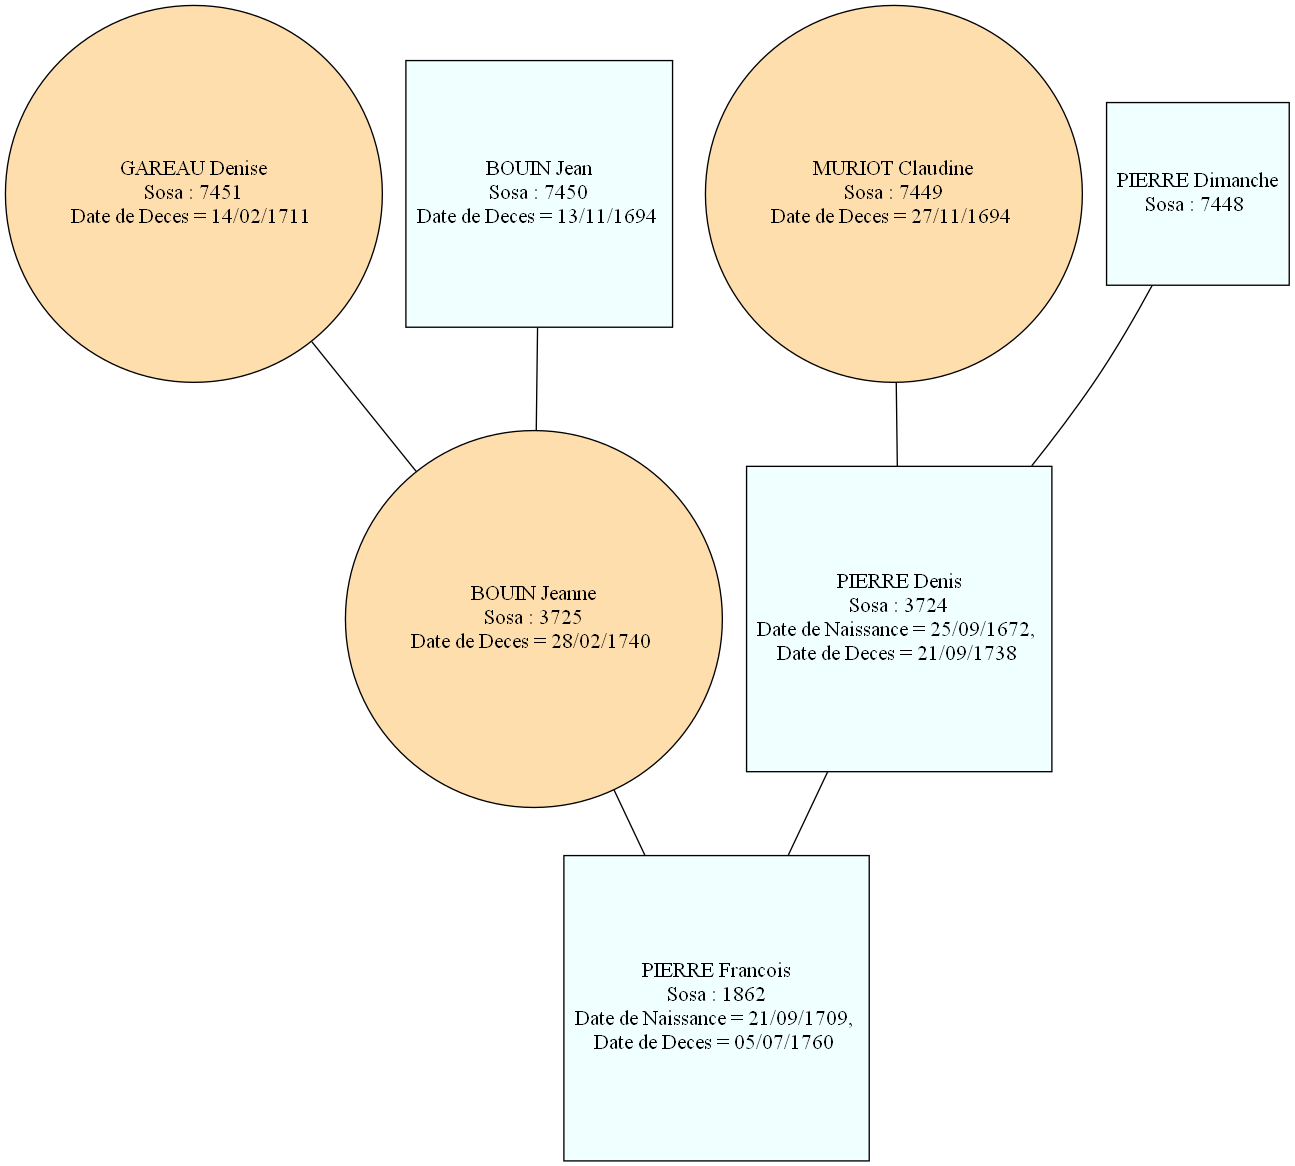 GAREAU Denise
Sosa : 7451
Date de Deces = 14/02/1711
BOUIN Jean
Sosa : 7450
Date de Deces = 13/11/1694
MURIOT Claudine
Sosa : 7449
Date de Deces = 27/11/1694
PIERRE Dimanche
Sosa : 7448
BOUIN Jeanne
Sosa : 3725
Date de Deces = 28/02/1740
PIERRE Denis
Sosa : 3724
Date de Naissance = 25/09/1672,
Date de Deces = 21/09/1738
PIERRE Francois
Sosa : 1862
Date de Naissance = 21/09/1709,
Date de Deces = 05/07/1760